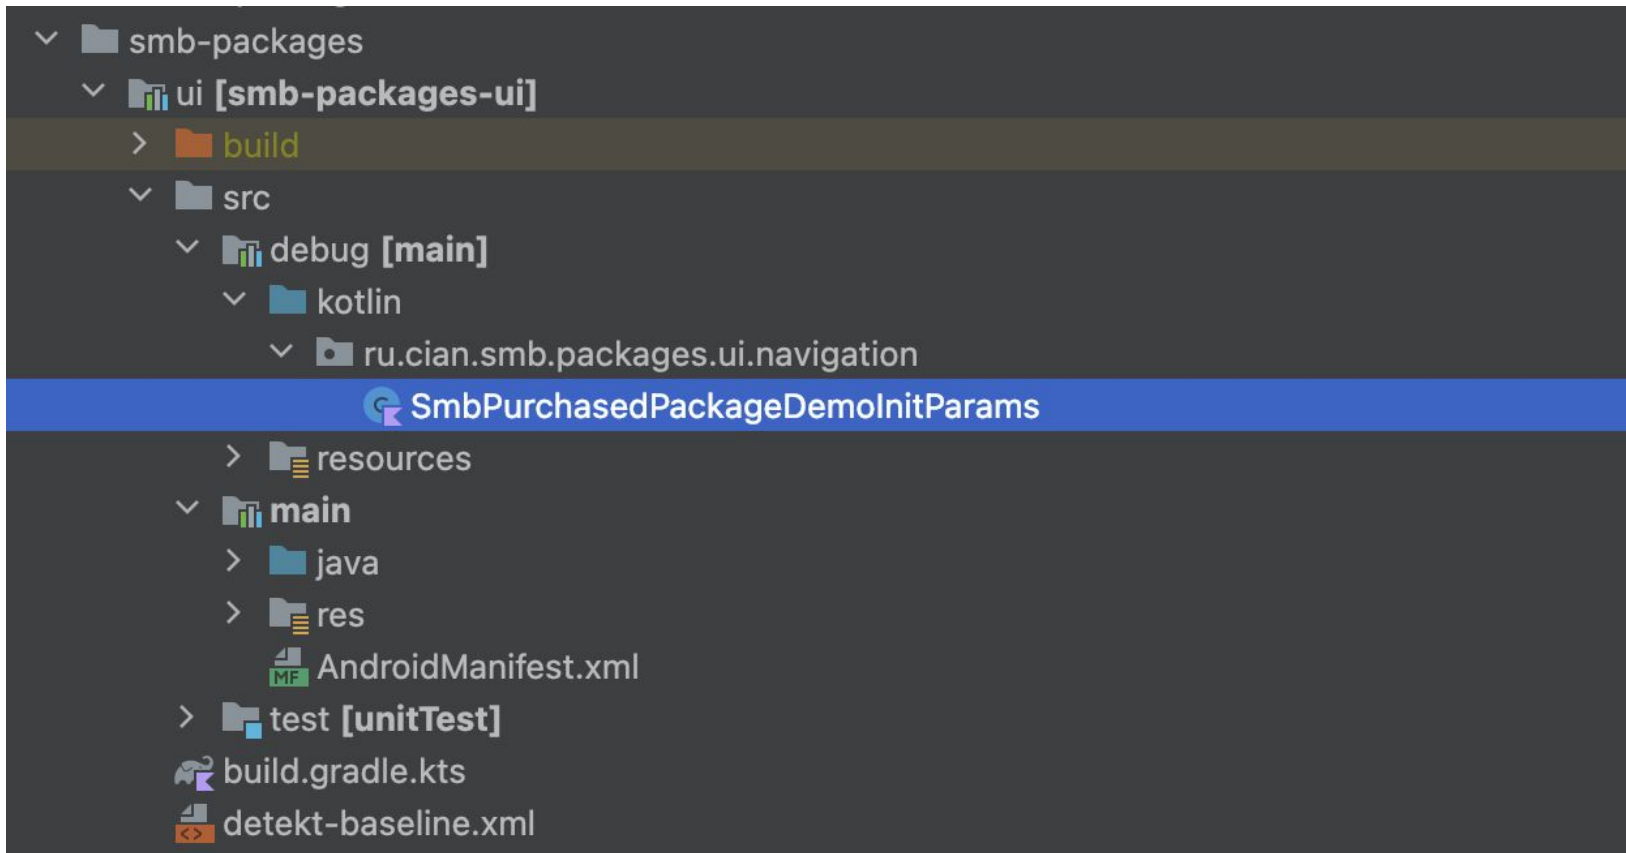 smb-packages
ui [smb-packages-ui]
build
src
debug [main]
kotlin
ru.cian.smb.packages.ui.navigation
SmbPurchasedPackageDemoInitParams
resources
main
java
res
MF AndroidManifest.xml
test [unitTest]
build.gradle.kts
detekt-baseline.xml